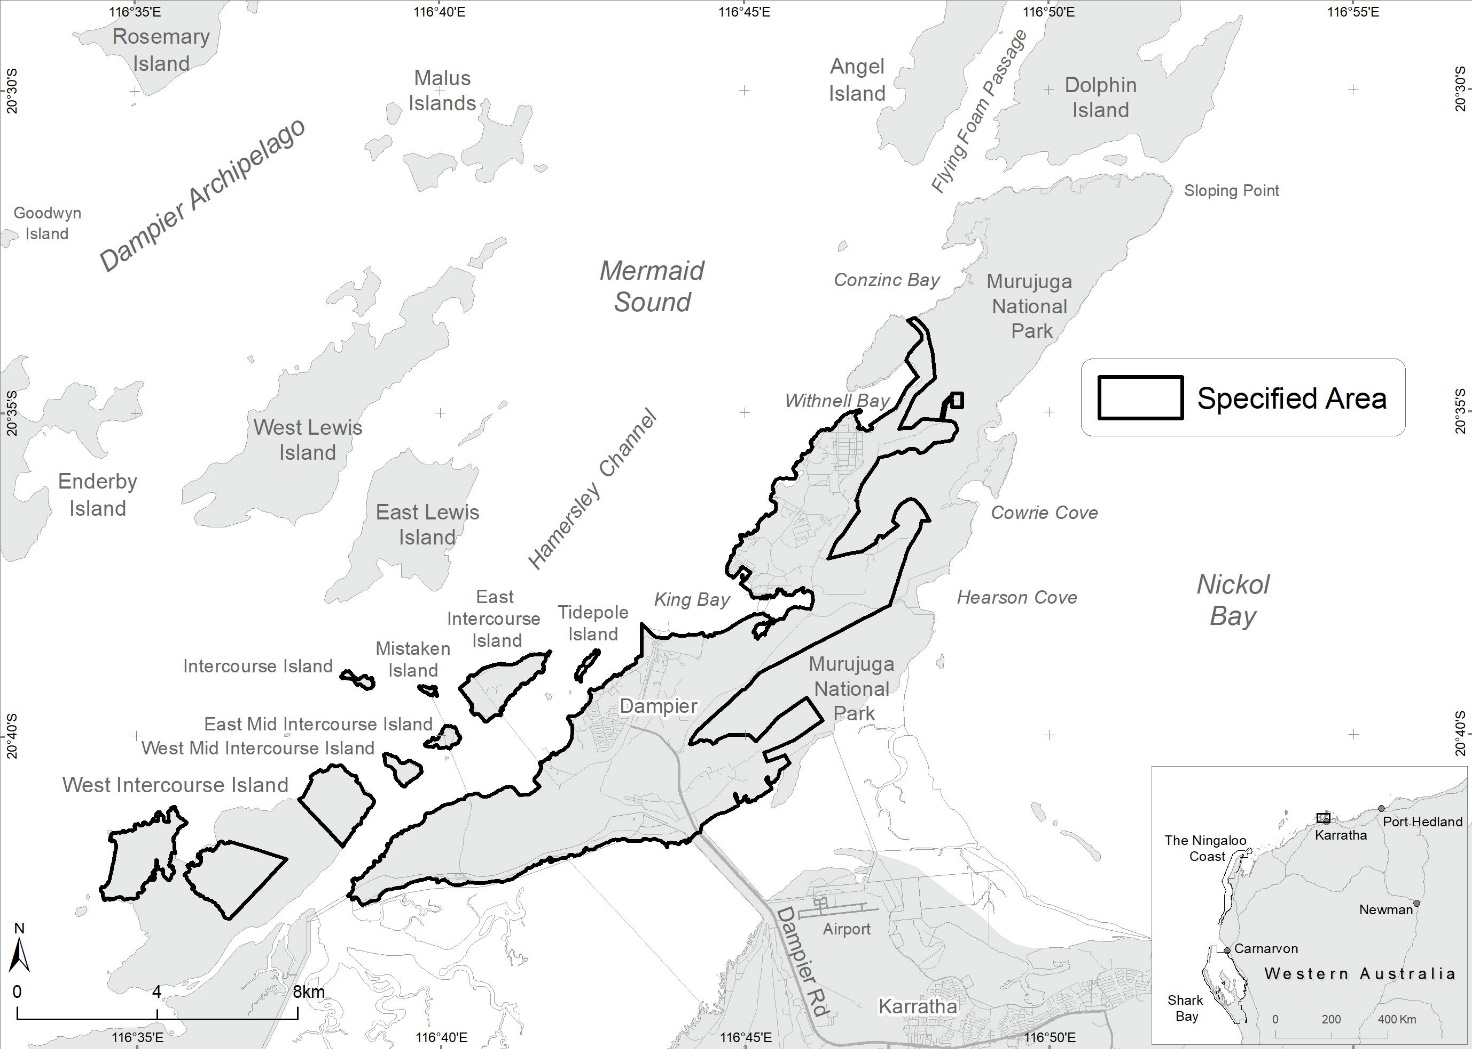 116°35'E
116°40'E
116°45'E
116°50'E
116°55'E
Rosemary
Island
Malus
Islands
Angel
Island
Flying Foam Passage
Dolphin
Island
20°30'S
20°30'S
Dampier Archipelago
Sloping Point
Goodwyn
Island
Mermaid
Sound
Conzinc Bay
Murujuga
National
Park
Specified Area
Withnell Bay
20°35'S
20°35'S
West Lewis
Island
Enderby
Island
East Lewis
Island
Hamersley Channel
Cowrie Cove
Nickol
Bay
Hearson Cove
King Bay
East
Intercourse
Island
Tidepole
Island
Mistaken
Island
Intercourse Island
Murujuga
National
Park
Dampier
East Mid Intercourse Island
West Mid Intercourse Island
West Intercourse Island
20°40'S
20°40'S
Airport
Dampier Rd
Karratha
N
0
4
8km
116°35'E
116°40'E
116°45'E
116°50'E
Port Hedland
Karratha
The Ningaloo
Coast
Newman
Carnarvon
Western Australia
Shark
Bay
0
200
400 Km